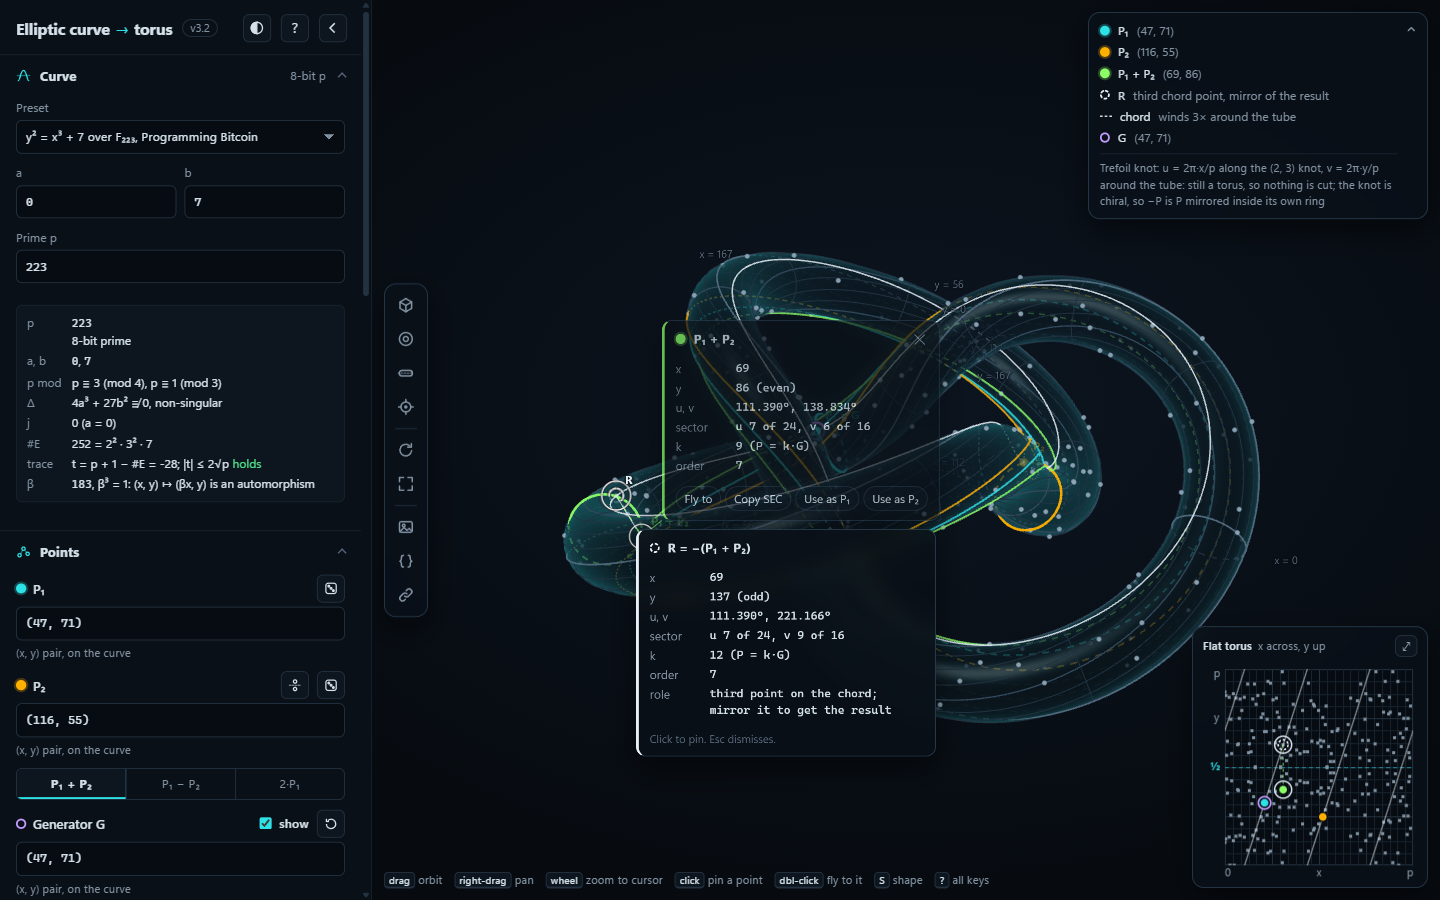 Elliptic curve → torus v3.2
?
Curve 8-bit p
Preset
y² = x³ + 7 over F₂₂₃, Programming Bitcoin
a b
0 7
Prime p
223
p 223
8-bit prime
a, b 0, 7
p mod p ≡ 3 (mod 4), p ≡ 1 (mod 3)
Δ 4a³ + 27b² ≢ 0, non-singular
j 0 (a = 0)
#E 252 = 2² · 3² · 7
trace t = p + 1 − #E = -28; |t| ≤ 2√p holds
β 183, β³ = 1: (x, y) ↦ (βx, y) is an automorphism
Points
P₁
(47, 71)
(x, y) pair, on the curve
P₂
(116, 55)
(x, y) pair, on the curve
P₁ + P₂ P₁ − P₂ 2·P₁
Generator G show
(47, 71)
(x, y) pair, on the curve
P₁ (47, 71)
P₂ (116, 55)
P₁ + P₂ (69, 86)
R third chord point, mirror of the result
chord winds 3× around the tube
G (47, 71)
Trefoil knot: u = 2π·x/p along the (2, 3) knot, v = 2π·y/p
around the tube: still a torus, so nothing is cut; the knot is
chiral, so −P is P mirrored inside its own ring
x = 167
y = 56
y = 167
x = 0
R
P₁ + P₂
x 69
y 86 (even)
u, v 111.390°, 138.834°
sector u 7 of 24, v 6 of 16
k 9 (P = k·G)
order 7
Fly to Copy SEC Use as P₁ Use as P₂
P₁ + P₂
R = −(P₁ + P₂)
x 69
y 137 (odd)
u, v 111.390°, 221.166°
sector u 7 of 24, v 9 of 16
k 12 (P = k·G)
order 7
role third point on the chord;
mirror it to get the result
Click to pin. Esc dismisses.
Flat torus x across, y up
p
y
½
0 x p
drag orbit right-drag pan wheel zoom to cursor click pin a point dbl-click fly to it S shape ? all keys